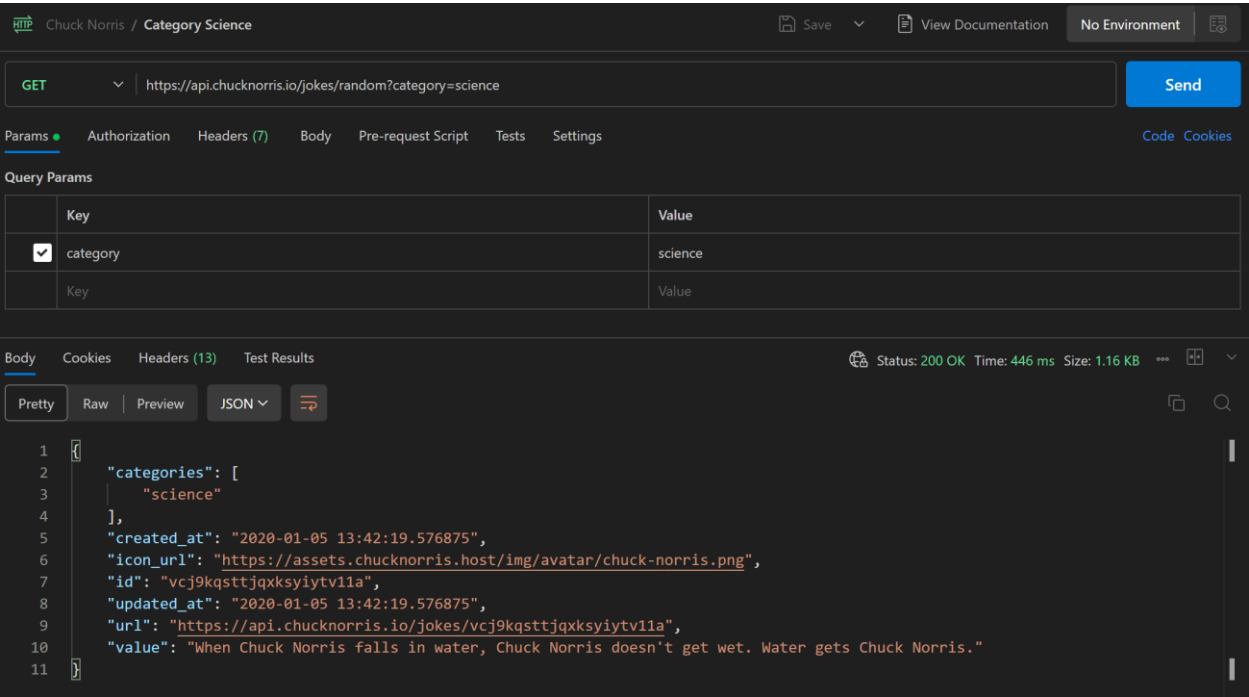 HTTP Chuck Norris / Category Science Save View Documentation No Environment
GET https://api.chucknorris.io/jokes/random?category=science Send
Params Authorization Headers (7) Body Pre-request Script Tests Settings Code Cookies
Query Params
Key Value
category science
Key Value
Body Cookies Headers (13) Test Results Status: 200 OK Time: 446 ms Size: 1.16 KB
Pretty Raw Preview JSON
1 {
2 "categories": [
3 "science"
4 ],
5 "created_at": "2020-01-05 13:42:19.576875",
6 "icon_url": "https://assets.chucknorris.host/img/avatar/chuck-norris.png",
7 "id": "vcj9kqsttjqxksyiytv11a",
8 "updated_at": "2020-01-05 13:42:19.576875",
9 "url": "https://api.chucknorris.io/jokes/vcj9kqsttjqxksyiytv11a",
10 "value": "When Chuck Norris falls in water, Chuck Norris doesn't get wet. Water gets Chuck Norris."
11 }